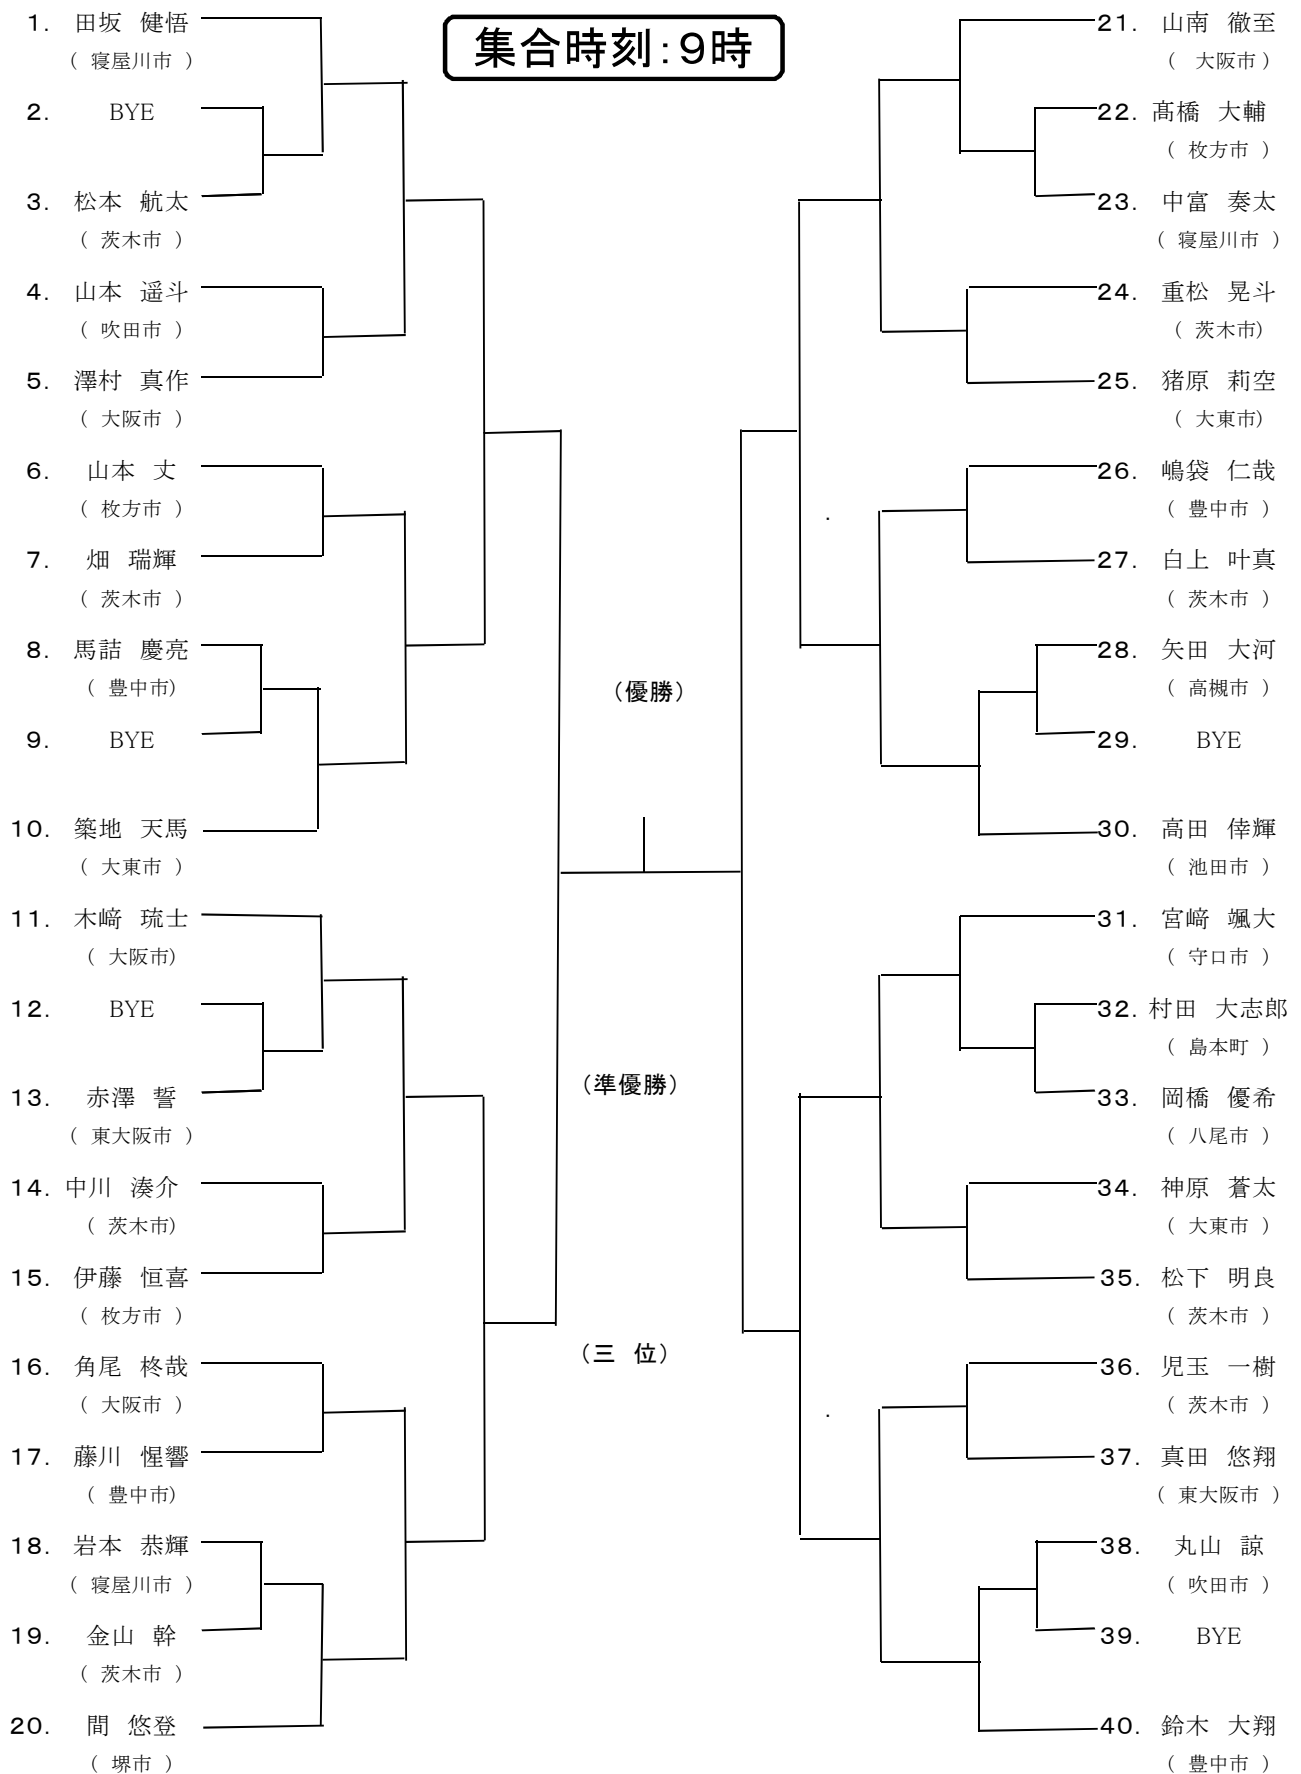 集合時刻:9時
1. 田坂 健悟
( 寝屋川市 )
2. BYE
3. 松本 航太
( 茨木市 )
4. 山本 遥斗
( 吹田市 )
5. 澤村 真作
( 大阪市 )
6. 山本 丈
( 枚方市 )
7. 畑 瑞輝
( 茨木市 )
8. 馬詰 慶亮
( 豊中市)
9. BYE
10. 築地 天馬
( 大東市 )
11. 木﨑 琉士
( 大阪市)
12. BYE
13. 赤澤 誓
( 東大阪市 )
14. 中川 湊介
( 茨木市)
15. 伊藤 恒喜
( 枚方市 )
16. 角尾 柊哉
( 大阪市 )
17. 藤川 惺響
( 豊中市)
18. 岩本 恭輝
( 寝屋川市 )
19. 金山 幹
( 茨木市 )
20. 間 悠登
( 堺市 )
(優勝)
(準優勝)
(三 位)
21. 山南 徹至
( 大阪市 )
22. 髙橋 大輔
( 枚方市 )
23. 中富 奏太
( 寝屋川市 )
24. 重松 晃斗
( 茨木市)
25. 猪原 莉空
( 大東市)
26. 嶋袋 仁哉
( 豊中市 )
27. 白上 叶真
( 茨木市 )
28. 矢田 大河
( 高槻市 )
29. BYE
30. 高田 倖輝
( 池田市 )
31. 宮﨑 颯大
( 守口市 )
32. 村田 大志郎
( 島本町 )
33. 岡橋 優希
( 八尾市 )
34. 神原 蒼太
( 大東市 )
35. 松下 明良
( 茨木市 )
36. 児玉 一樹
( 茨木市 )
37. 真田 悠翔
( 東大阪市 )
38. 丸山 諒
( 吹田市 )
39. BYE
40. 鈴木 大翔
( 豊中市 )